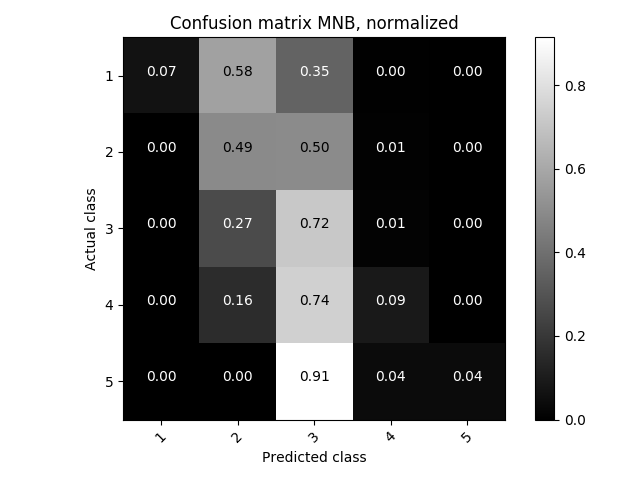 Confusion matrix MNB, normalized
1 0.07 0.58 0.35 0.00 0.00
2 0.00 0.49 0.50 0.01 0.00
3 0.00 0.27 0.72 0.01 0.00
4 0.00 0.16 0.74 0.09 0.00
5 0.00 0.00 0.91 0.04 0.04
1 2 3 4 5
Actual class
Predicted class
0.8
0.6
0.4
0.2
0.0